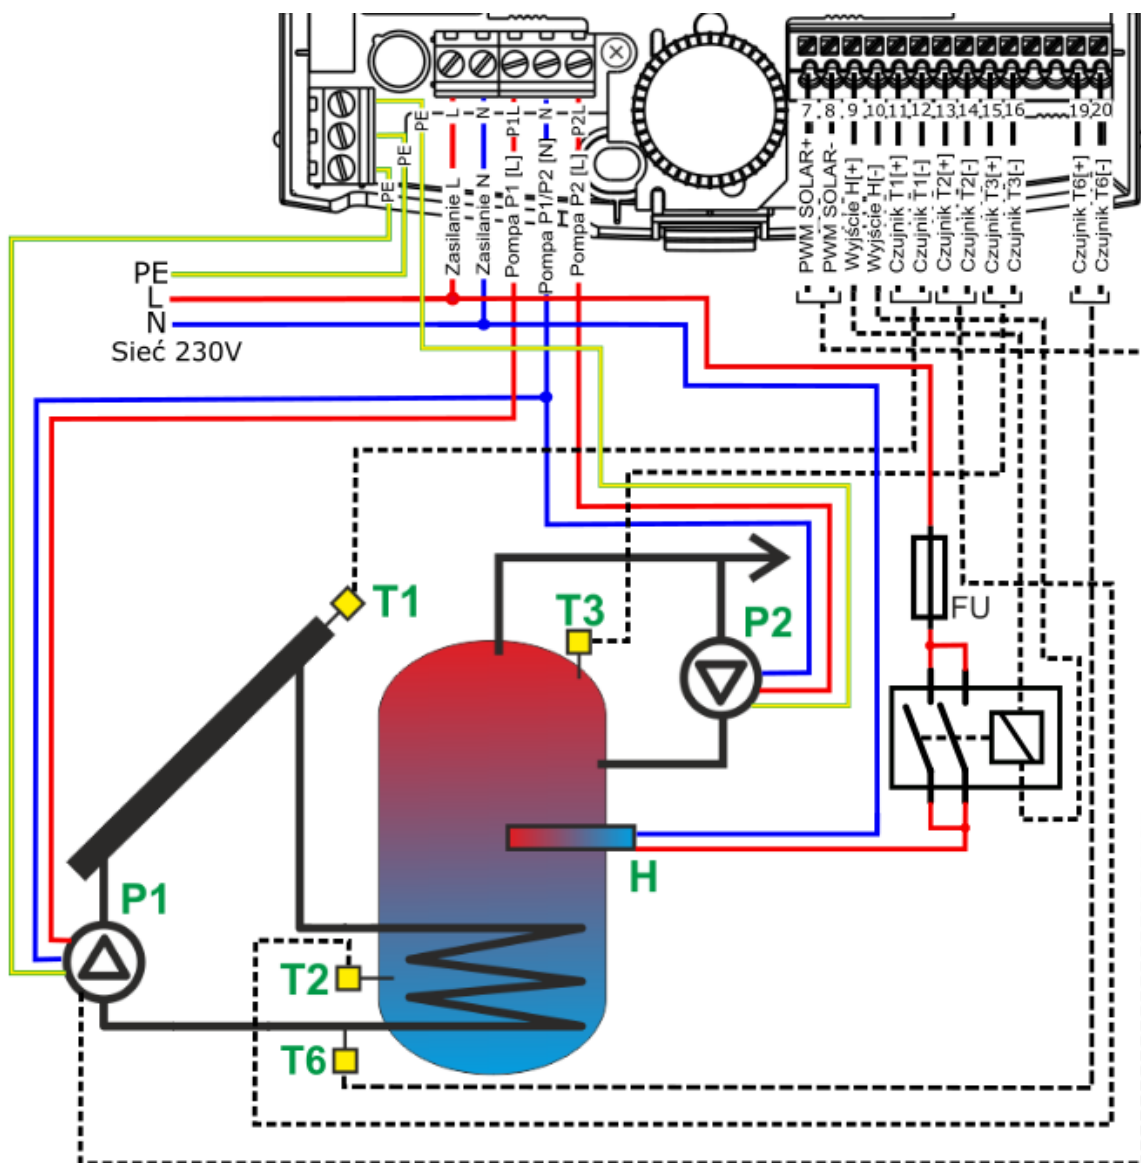 L
N
P1L
N
P2L
PE
PE
PE
Zasilanie L
Zasilanie N
Pompa P1 [L]
Pompa P1/P2 [N]
H
Pompa P2 [L]
7 8 9 10 11 12 13 14 15 16 19 20
PWM SOLAR+
PWM SOLAR-
Wyjście H[+]
Wyjście H[-]
Czujnik T1[+]
Czujnik T1[-]
Czujnik T2[+]
Czujnik T2[-]
Czujnik T3[+]
Czujnik T3[-]
Czujnik T6[+]
Czujnik T6[-]
PE
L
N
Sieć 230V
T1
T3
P2
FU
H
P1
T2
T6